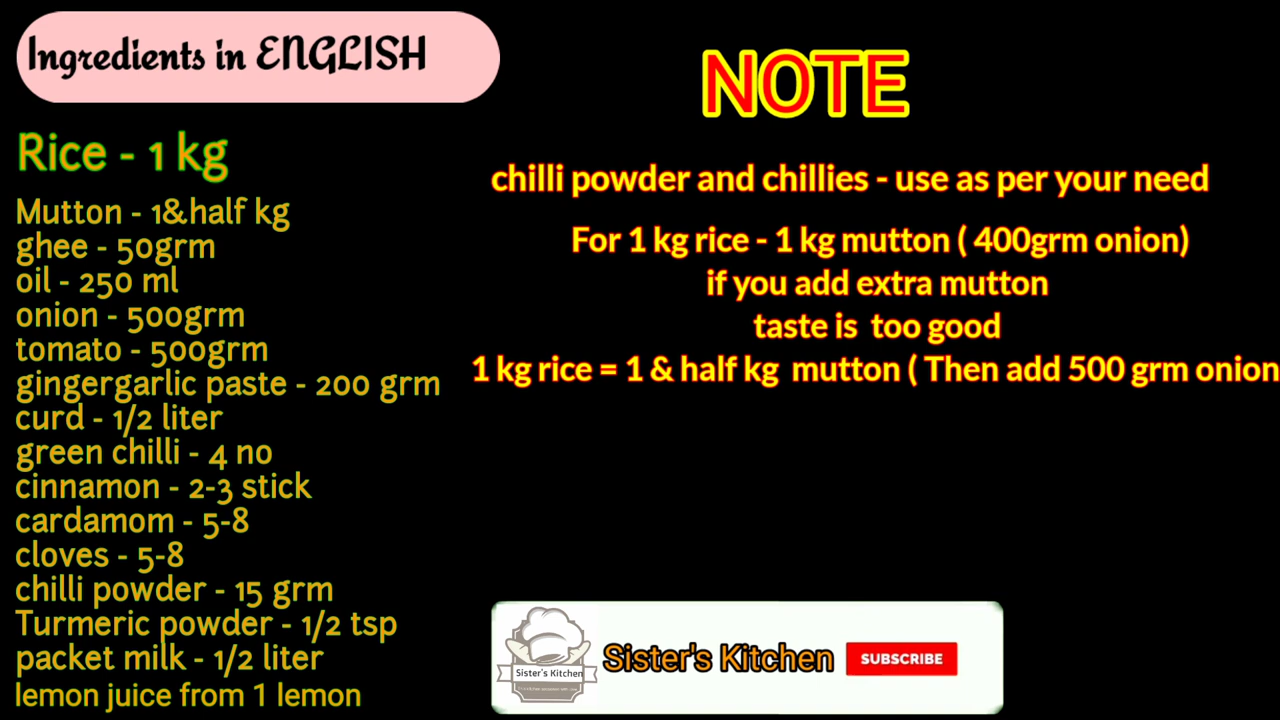 Ingredients in ENGLISH
Rice - 1 kg
Mutton - 1&half kg
ghee - 50grm
oil - 250 ml
onion - 500grm
tomato - 500grm
gingergarlic paste - 200 grm
curd - 1/2 liter
green chilli - 4 no
cinnamon - 2-3 stick
cardamom - 5-8
cloves - 5-8
chilli powder - 15 grm
Turmeric powder - 1/2 tsp
packet milk - 1/2 liter
lemon juice from 1 lemon
NOTE
chilli powder and chillies - use as per your need
For 1 kg rice - 1 kg mutton ( 400grm onion)
if you add extra mutton
taste is too good
1 kg rice = 1 & half kg mutton ( Then add 500 grm onion
Sister's Kitchen
Sister's Kitchen
SUBSCRIBE